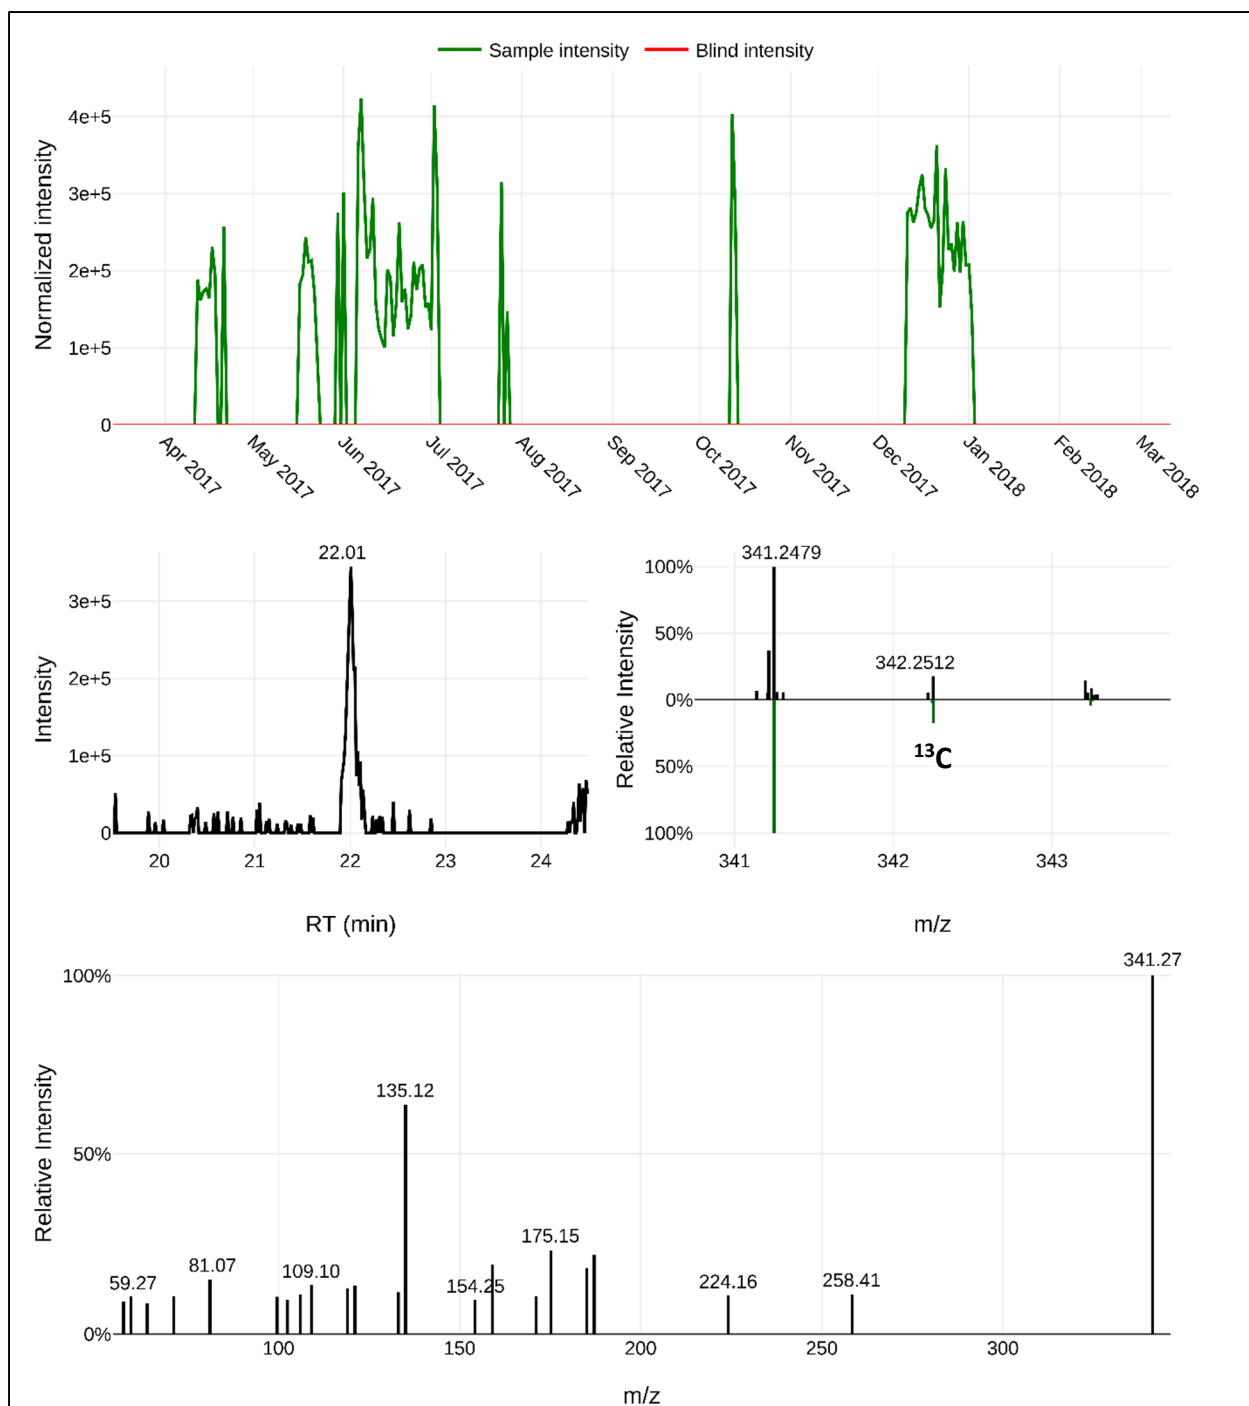 Sample intensity Blind intensity
Normalized intensity
4e+5
3e+5
2e+5
1e+5
0
Apr 2017 May 2017 Jun 2017 Jul 2017 Aug 2017 Sep 2017 Oct 2017 Nov 2017 Dec 2017 Jan 2018 Feb 2018 Mar 2018
Intensity
22.01
3e+5
2e+5
1e+5
0
20 21 22 23 24
RT (min)
Relative Intensity
341.2479
100%
50%
342.2512
0%
13C
50%
100%
341 342 343
m/z
Relative Intensity
341.27
100%
135.12
50%
175.15
81.07
109.10
59.27
154.25
224.16
258.41
0%
100 150 200 250 300
m/z